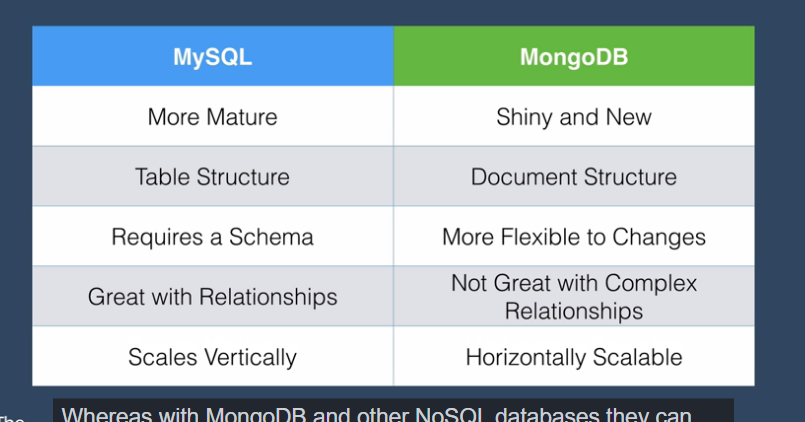 MySQL MongoDB
More Mature Shiny and New
Table Structure Document Structure
Requires a Schema More Flexible to Changes
Great with Relationships Not Great with Complex
Relationships
Scales Vertically Horizontally Scalable
The Whereas with MongoDB and other NoSQL databases they can